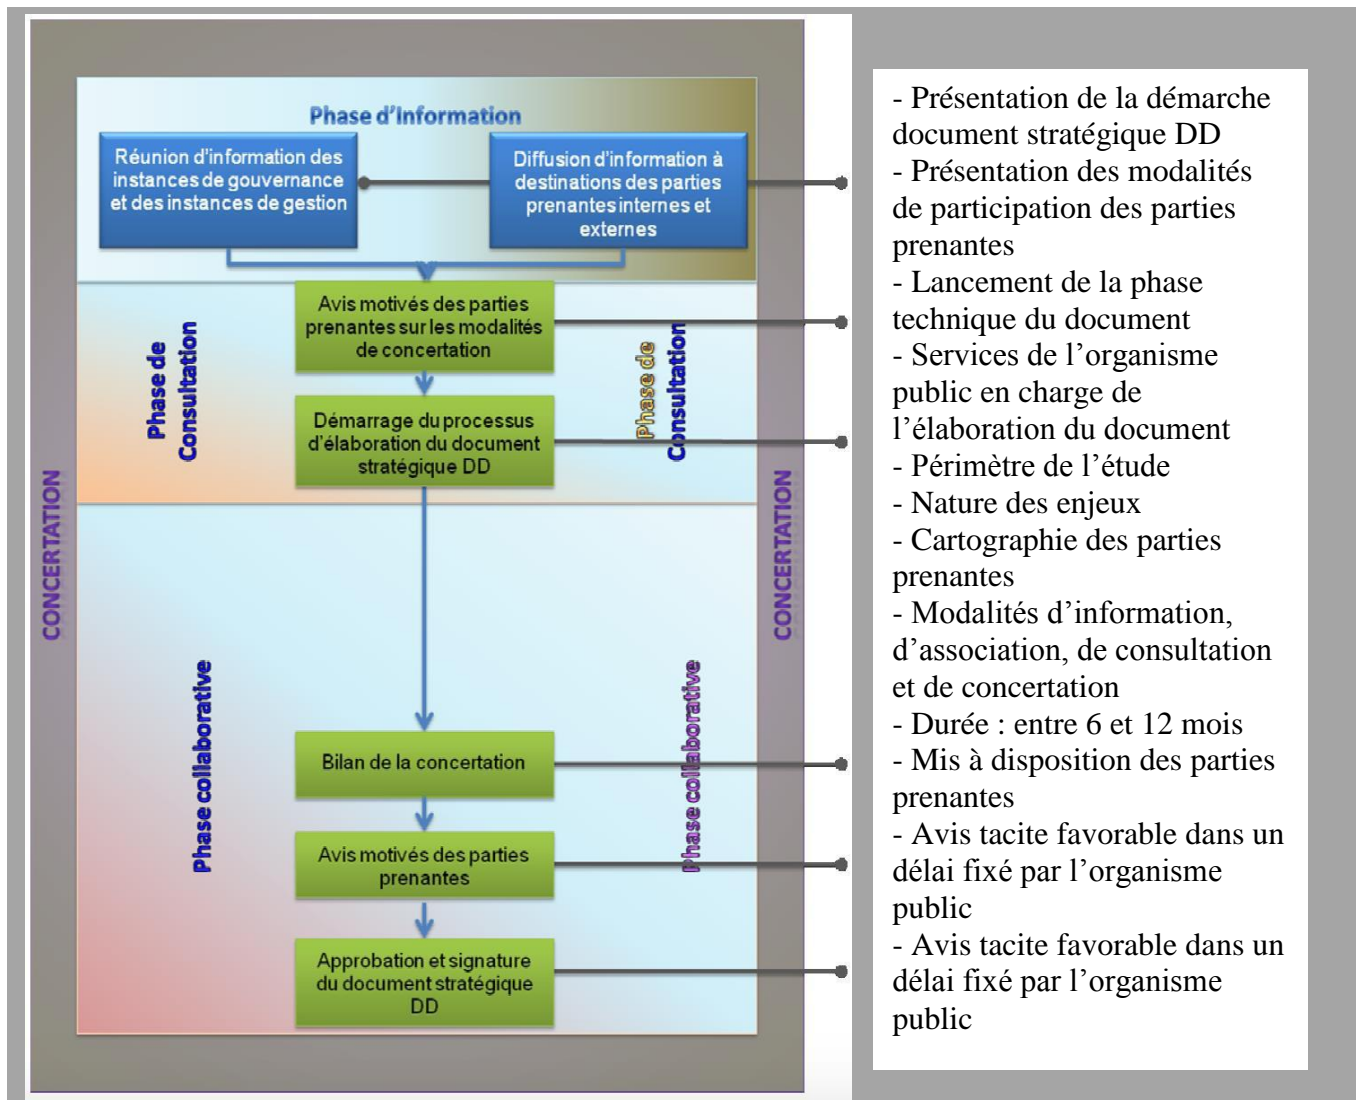 Phase d'Information
Réunion d'information des
instances de gouvernance
et des instances de gestion
Diffusion d'information à
destinations des parties
prenantes internes et
externes
Avis motivés des parties
prenantes sur les modalités
de concertation
Phase de
Consultation
Phase de
Consultation
Démarrage du processus
d'élaboration du document
stratégique DD
CONCERTATION
CONCERTATION
Phase collaborative
Phase collaborative
Bilan de la concertation
Avis motivés des parties
prenantes
Approbation et signature
du document stratégique
DD
- Présentation de la démarche
document stratégique DD
- Présentation des modalités
de participation des parties
prenantes
- Lancement de la phase
technique du document
- Services de l’organisme
public en charge de
l’élaboration du document
- Périmètre de l’étude
- Nature des enjeux
- Cartographie des parties
prenantes
- Modalités d’information,
d’association, de consultation
et de concertation
- Durée : entre 6 et 12 mois
- Mis à disposition des parties
prenantes
- Avis tacite favorable dans un
délai fixé par l’organisme
public
- Avis tacite favorable dans un
délai fixé par l’organisme
public